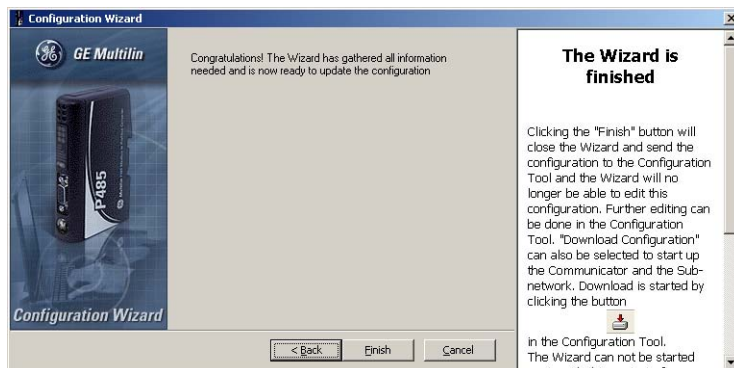 Configuration Wizard
GE Multilin
P485
Configuration Wizard
Congratulations! The Wizard has gathered all information
needed and is now ready to update the configuration
< Back
Finish
Cancel
The Wizard is
finished
Clicking the "Finish" button will
close the Wizard and send the
configuration to the Configuration
Tool and the Wizard will no
longer be able to edit this
configuration. Further editing can
be done in the Configuration
Tool. "Download Configuration"
can also be selected to start up
the Communicator and the Sub-
network. Download is started by
clicking the button
in the Configuration Tool.
The Wizard can not be started